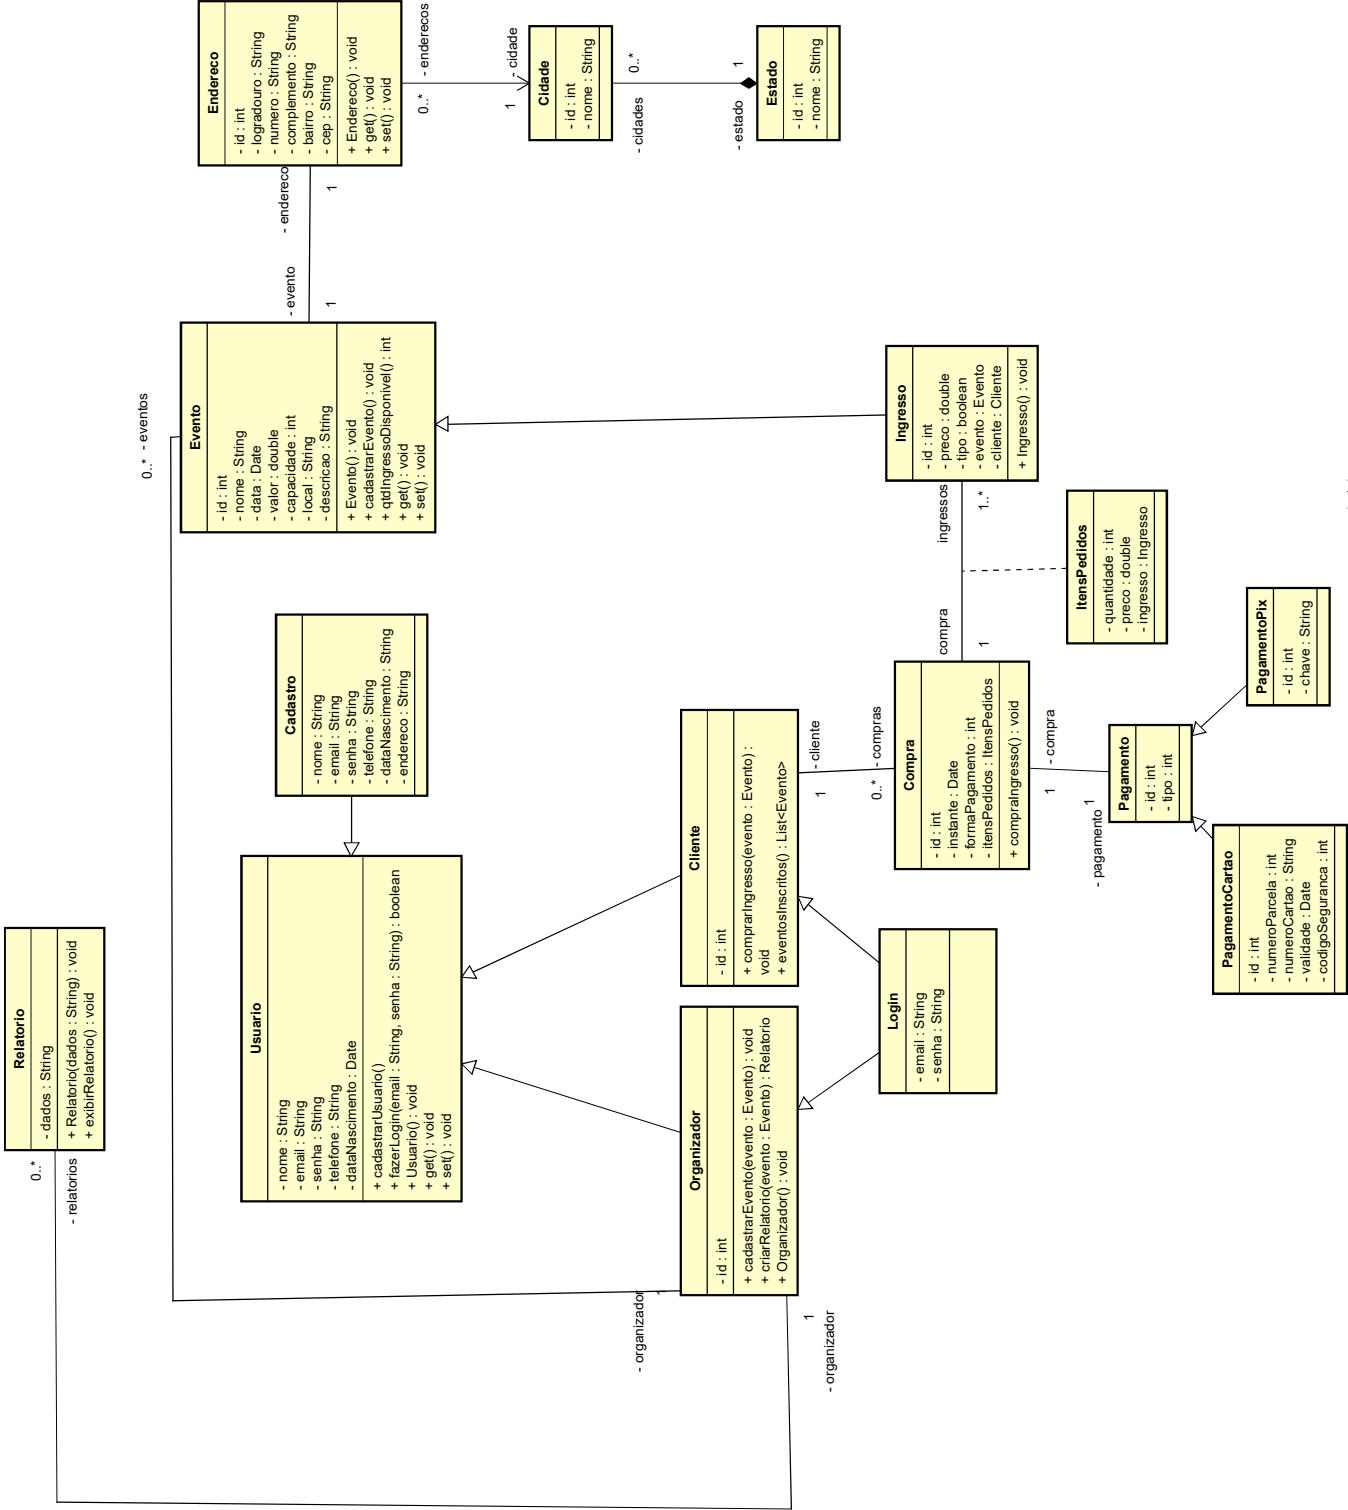 Relatorio
- dados : String
+ Relatorio(dados : String) : void
+ exibirRelatorio() : void
0..*
- relatorios
Usuario
- nome : String
- email : String
- senha : String
- telefone : String
- dataNascimento : Date
+ cadastrarUsuario()
+ fazerLogin(email : String, senha : String) : boolean
+ Usuario() : void
+ get() : void
+ set() : void
Cadastro
- nome : String
- email : String
- senha : String
- telefone : String
- dataNascimento : String
- endereco : String
Evento
- id : int
- nome : String
- data : Date
- valor : double
- capacidade : int
- local : String
- descricao : String
+ Evento() : void
+ cadastrarEvento() : void
+ qtdIngressoDisponivel() : int
+ get() : void
+ set() : void
0..*
- eventos
- evento
1
- endereco
1
Endereco
- id : int
- logradouro : String
- numero : String
- complemento : String
- bairro : String
- cep : String
+ Endereco() : void
+ get() : void
+ set() : void
- enderecos
0..*
- cidade
1
Cidade
- id : int
- nome : String
0..*
- cidades
1
- estado
Estado
- id : int
- nome : String
Organizador
- id : int
+ cadastrarEvento(evento : Evento) : void
+ criarRelatorio(evento : Evento) : Relatorio
+ Organizador() : void
- organizador
1
1
- organizador
Cliente
- id : int
+ comprarIngresso(evento : Evento) :
void
+ eventosInscritos() : List<Evento>
- cliente
1
- compras
0..*
Login
- email : String
- senha : String
Compra
- id : int
- instante : Date
- formaPagamento : int
- itensPedidos : ItensPedidos
+ compraIngresso() : void
compra
1
ingressos
1..*
Ingresso
- id : int
- preco : double
- tipo : boolean
- evento : Evento
- cliente : Cliente
+ Ingresso() : void
ItensPedidos
- quantidade : int
- preco : double
- ingresso : Ingresso
- compra
1
1
- pagamento
Pagamento
- id : int
- tipo : int
PagamentoCartao
- id : int
- numeroParcela : int
- numeroCartao : String
- validade : Date
- codigoSeguranca : int
PagamentoPix
- id : int
- chave : String